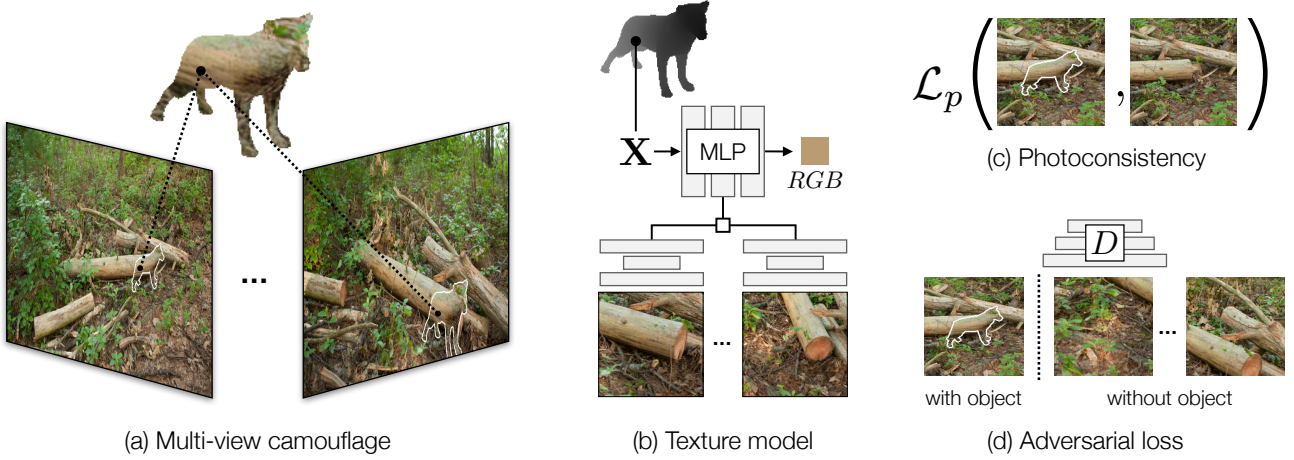 ...
(a) Multi-view camouflage
X
MLP
RGB
...
(b) Texture model
ℒp( , )
(c) Photoconsistency
D
...
with object
without object
(d) Adversarial loss